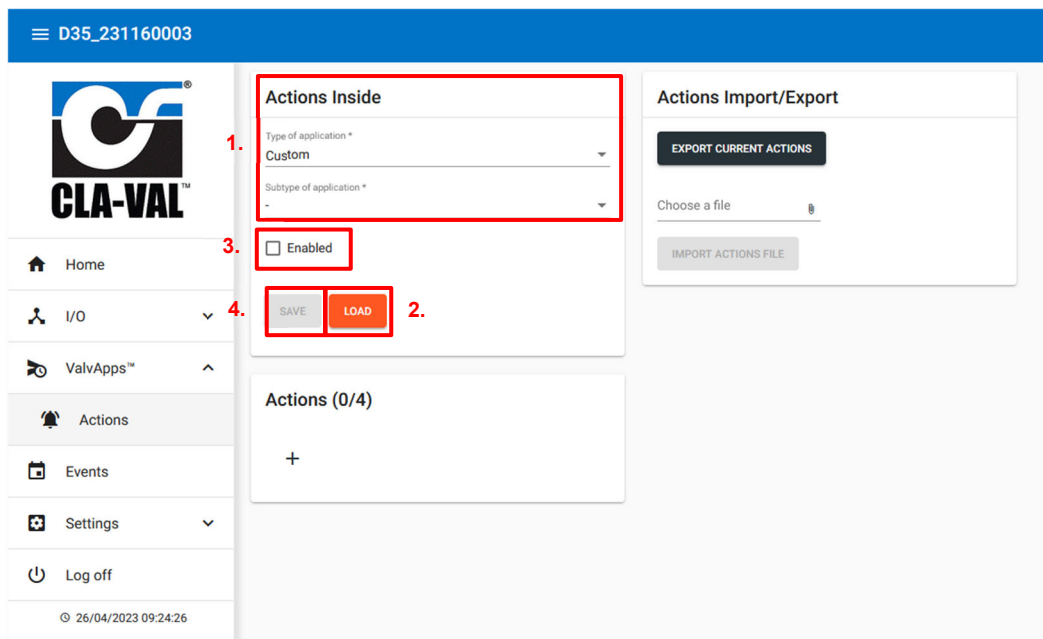 D35_231160003
®
CLA-VAL™
Home
I/O
ValvApps™
Actions
Events
Settings
Log off
26/04/2023 09:24:26
1.
Actions Inside
Type of application *
Custom
Subtype of application *
-
3.
Enabled
4.
SAVE
LOAD
2.
Actions (0/4)
+
Actions Import/Export
EXPORT CURRENT ACTIONS
Choose a file
IMPORT ACTIONS FILE